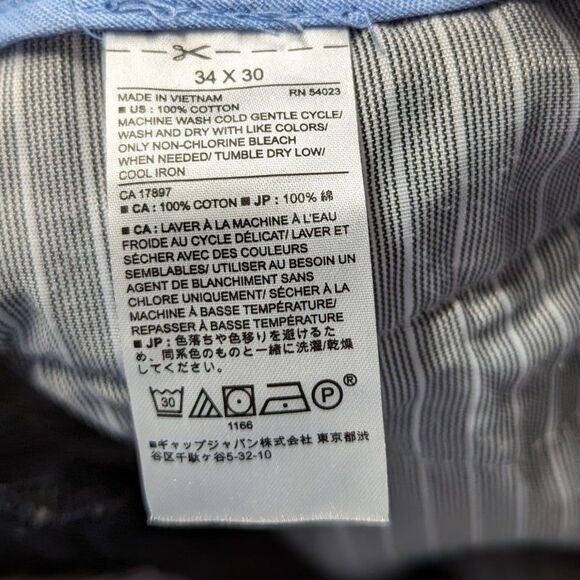 34 X 30
MADE IN VIETNAM RN 54023
■ US : 100% COTTON
MACHINE WASH COLD GENTLE CYCLE/
WASH AND DRY WITH LIKE COLORS/
ONLY NON-CHLORINE BLEACH
WHEN NEEDED/ TUMBLE DRY LOW/
COOL IRON
CA 17897
■ CA : 100% COTON ■ JP : 100% 綿
■ CA : LAVER À LA MACHINE À L'EAU
FROIDE AU CYCLE DÉLICAT/ LAVER ET
SÉCHER AVEC DES COULEURS
SEMBLABLES/ UTILISER AU BESOIN UN
AGENT DE BLANCHIMENT SANS
CHLORE UNIQUEMENT/ SÉCHER À LA
MACHINE À BASSE TEMPÉRATURE/
REPASSER À BASSE TEMPÉRATURE
■ JP : 色落ちや色移りを避けるた
め、同系色のものと一緒に洗濯/乾燥
してください。
30 P ®
1166
■ギャップジャパン株式会社 東京都渋
谷区千駄ヶ谷5-32-10